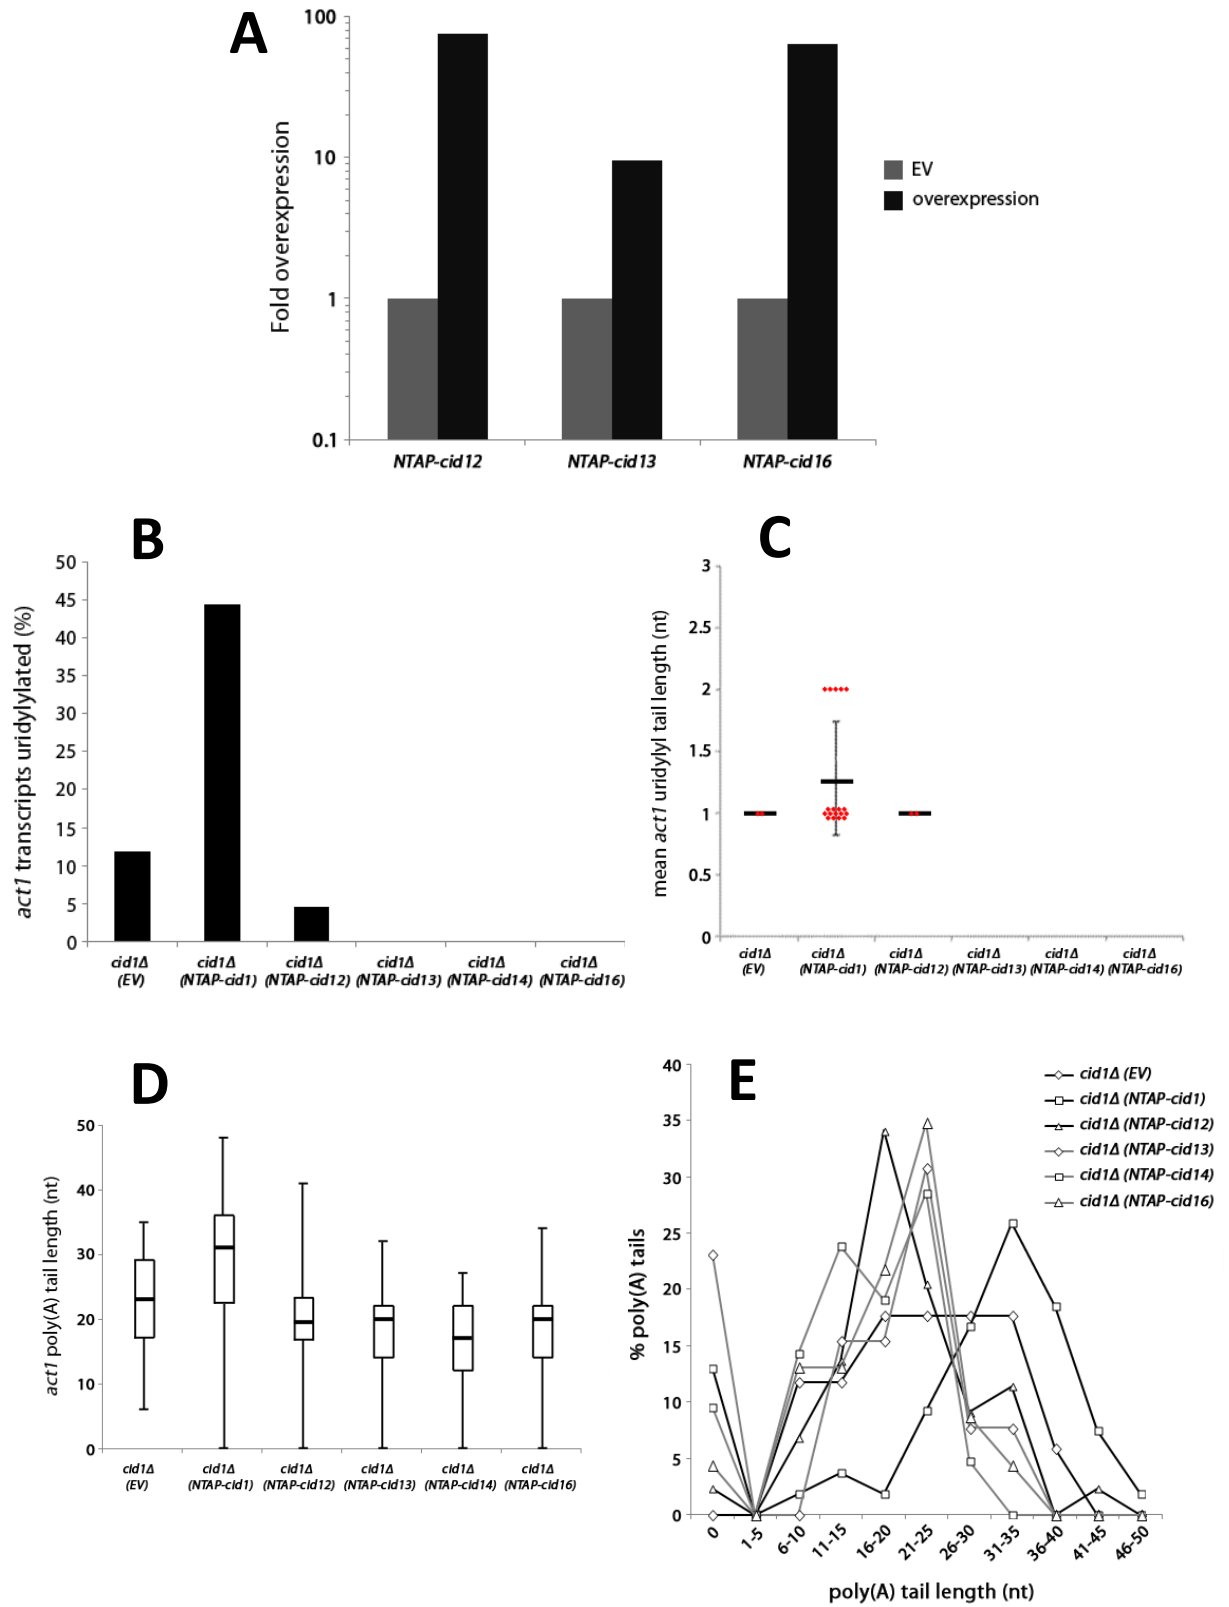 A
100
10
1
0.1
Fold overexpression
EV
overexpression
NTAP-cid12 NTAP-cid13 NTAP-cid16
B
50
45
40
35
30
25
20
15
10
5
0
act1 transcripts uridylylated (%)
cid1Δ cid1Δ cid1Δ cid1Δ cid1Δ cid1Δ
(EV) (NTAP-cid1) (NTAP-cid12) (NTAP-cid13) (NTAP-cid14) (NTAP-cid16)
C
3
2.5
2
1.5
1
0.5
0
mean act1 uridylyl tail length (nt)
cid1Δ cid1Δ cid1Δ cid1Δ cid1Δ cid1Δ
(EV) (NTAP-cid1) (NTAP-cid12) (NTAP-cid13) (NTAP-cid14) (NTAP-cid16)
D
50
40
30
20
10
0
act1 poly(A) tail length (nt)
cid1Δ cid1Δ cid1Δ cid1Δ cid1Δ cid1Δ
(EV) (NTAP-cid1) (NTAP-cid12) (NTAP-cid13) (NTAP-cid14) (NTAP-cid16)
E
40
35
30
25
20
15
10
5
0
% poly(A) tails
cid1Δ (EV)
cid1Δ (NTAP-cid1)
cid1Δ (NTAP-cid12)
cid1Δ (NTAP-cid13)
cid1Δ (NTAP-cid14)
cid1Δ (NTAP-cid16)
0 1-5 6-10 11-15 16-20 21-25 26-30 31-35 36-40 41-45 46-50
poly(A) tail length (nt)